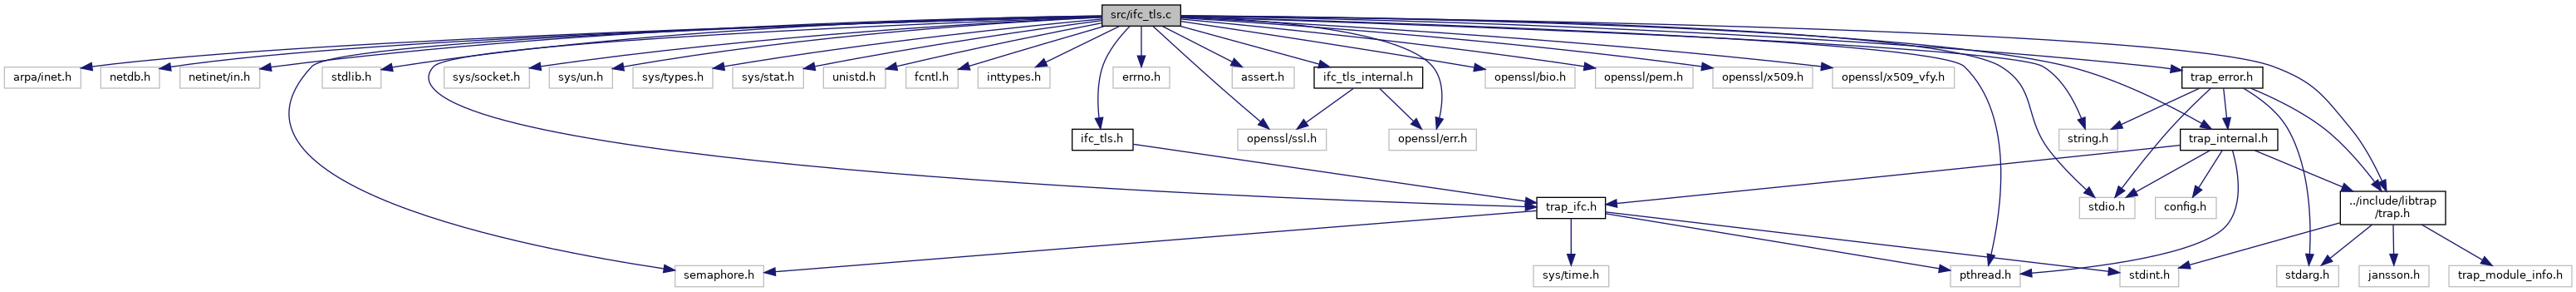 src/ifc_tls.c
arpa/inet.h
netdb.h
netinet/in.h
stdlib.h
sys/socket.h
sys/un.h
sys/types.h
sys/stat.h
unistd.h
fcntl.h
inttypes.h
errno.h
assert.h
ifc_tls_internal.h
openssl/bio.h
openssl/pem.h
openssl/x509.h
openssl/x509_vfy.h
trap_error.h
ifc_tls.h
openssl/ssl.h
openssl/err.h
string.h
trap_internal.h
trap_ifc.h
stdio.h
config.h
../include/libtrap
/trap.h
semaphore.h
sys/time.h
pthread.h
stdint.h
stdarg.h
jansson.h
trap_module_info.h